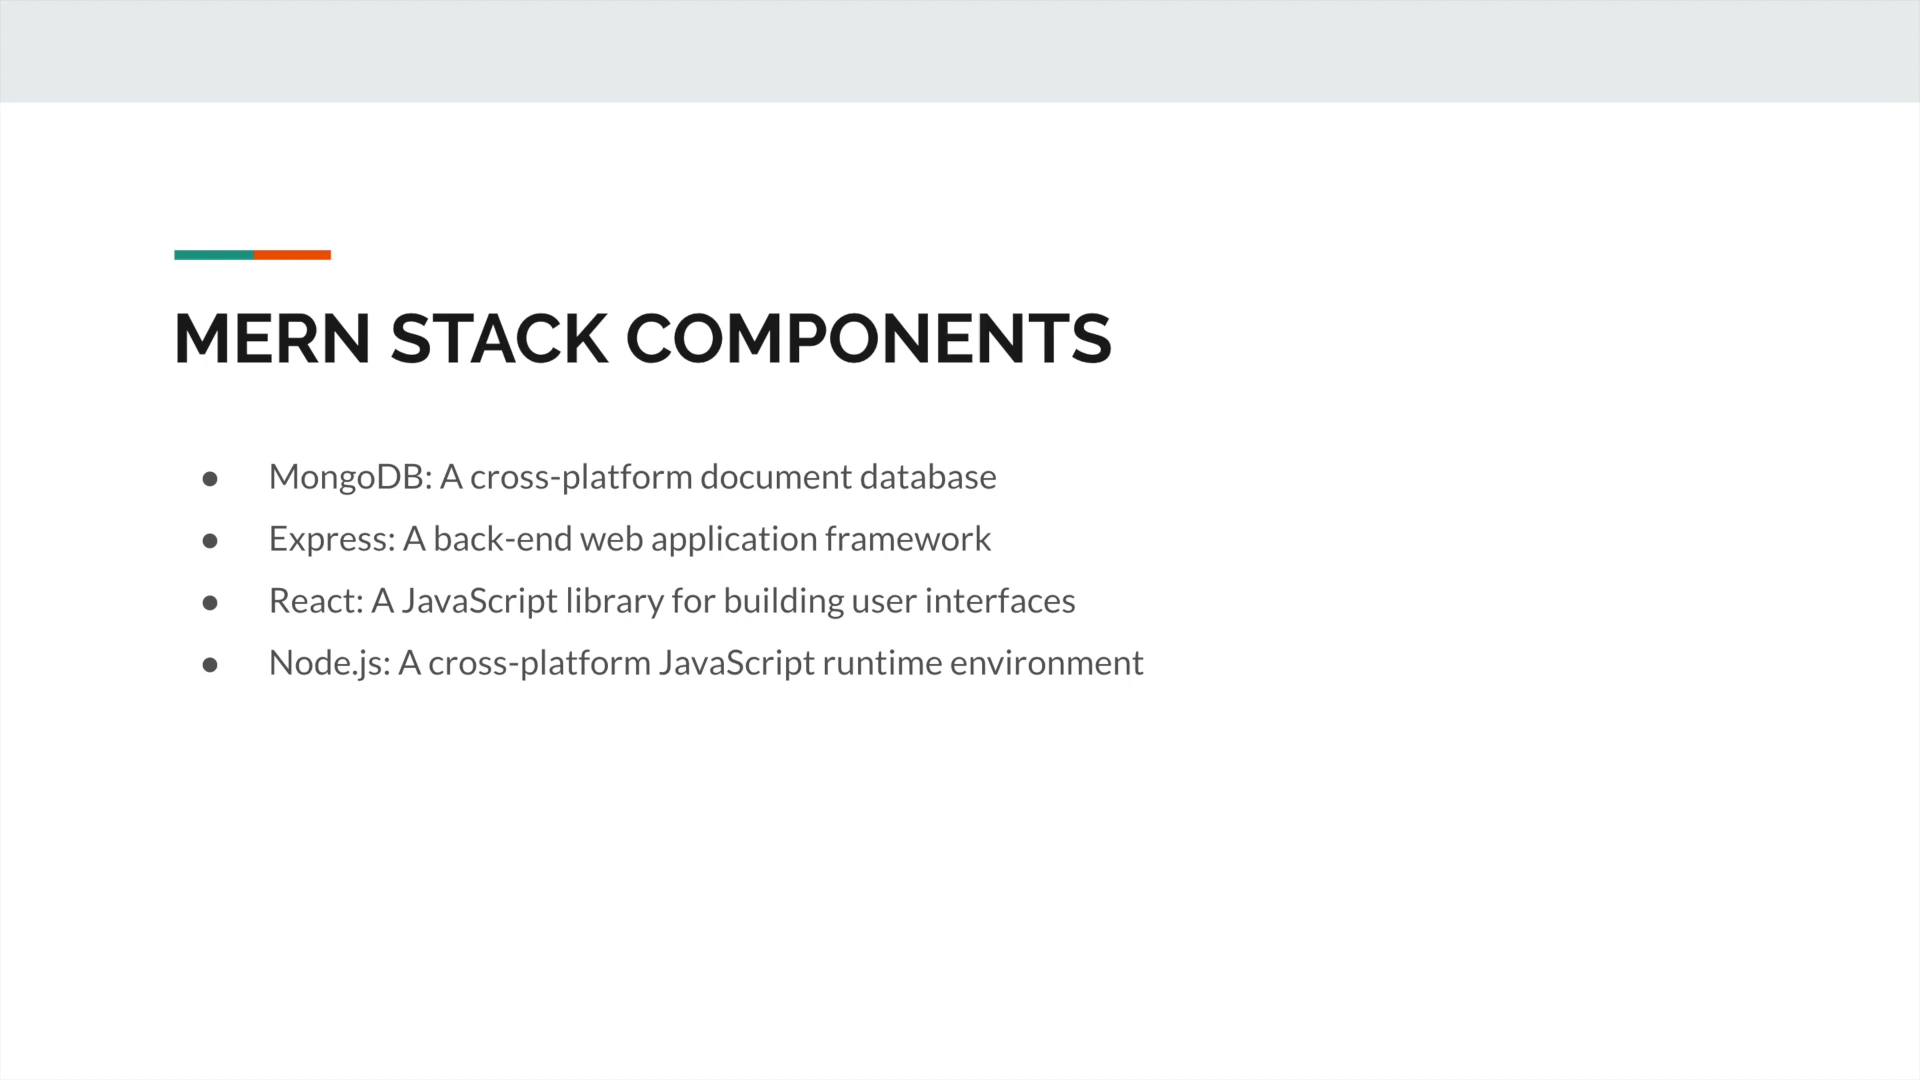 MERN STACK COMPONENTS
● MongoDB: A cross-platform document database
● Express: A back-end web application framework
● React: A JavaScript library for building user interfaces
● Node.js: A cross-platform JavaScript runtime environment